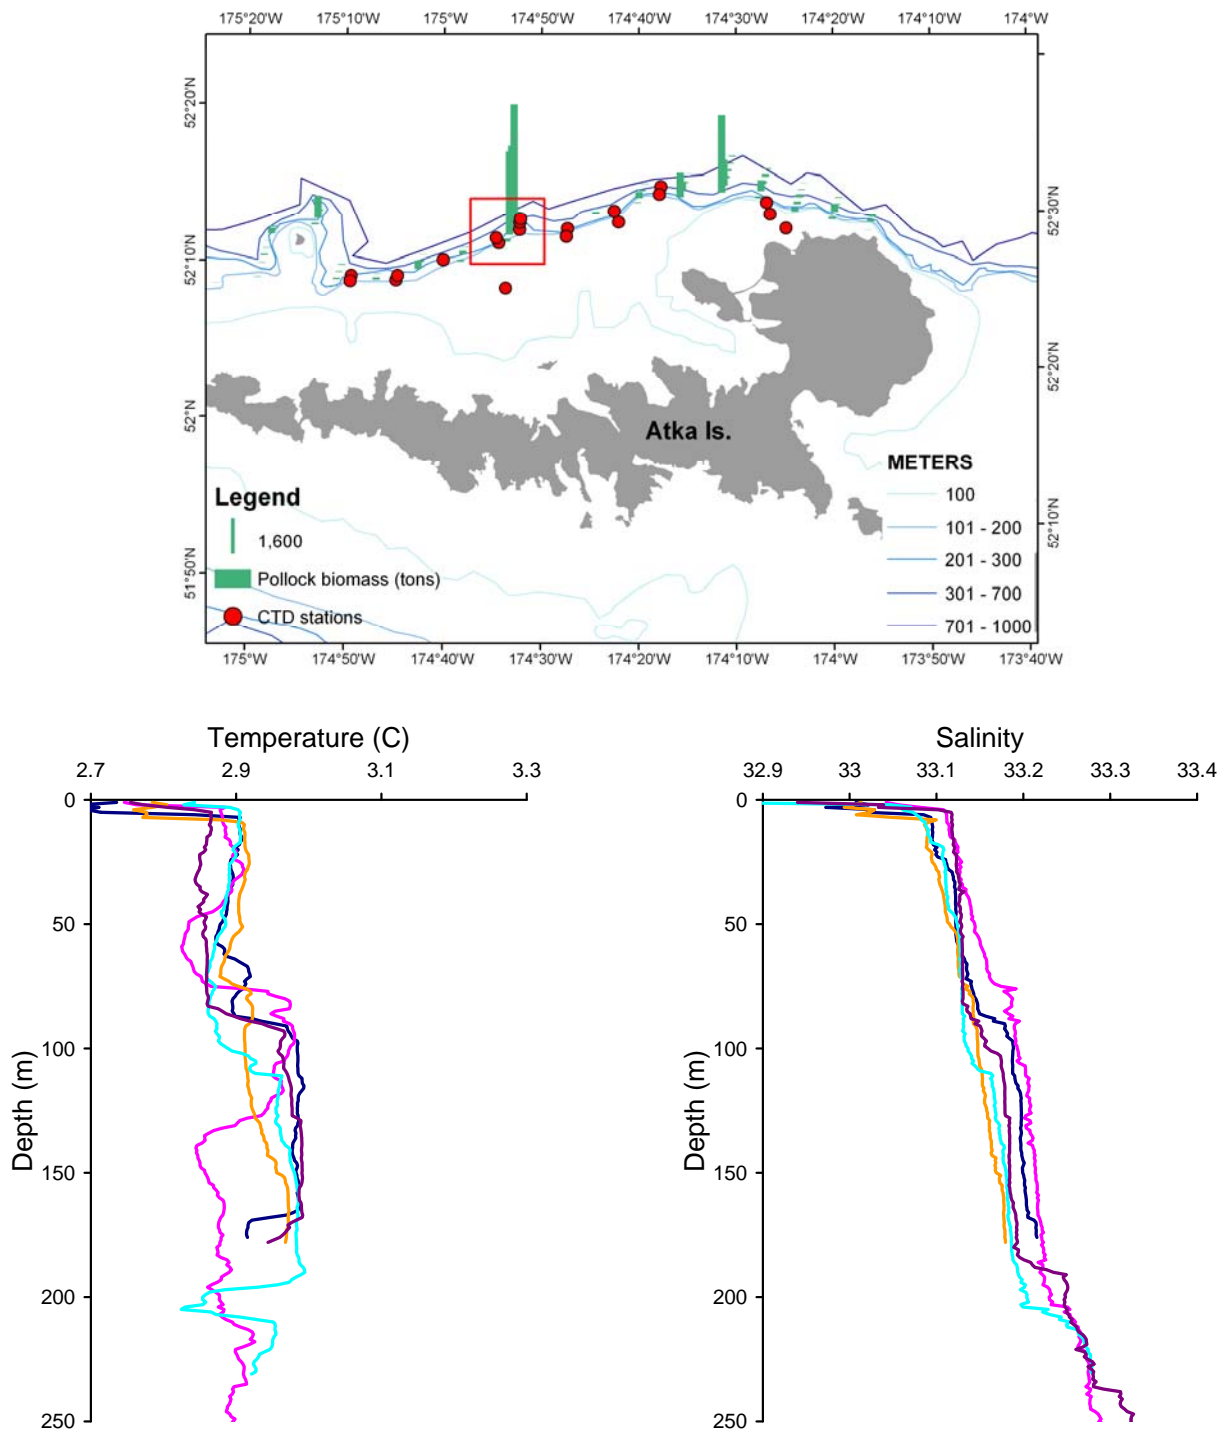 175°20'W 175°10'W 175°W 174°50'W 174°40'W 174°30'W 174°20'W 174°10'W 174°W
52°20'N
52°30'N
52°10'N
52°20'N
52°N
Atka Is.
METERS
Legend
100
1,600
101 - 200
52°10'N
201 - 300
51°50'N
Pollock biomass (tons)
301 - 700
CTD stations
701 - 1000
175°W 174°50'W 174°40'W 174°30'W 174°20'W 174°10'W 174°W 173°50'W 173°40'W
Temperature (C)
2.7 2.9 3.1 3.3
0
50
100
150
200
250
Depth (m)
Salinity
32.9 33 33.1 33.2 33.3 33.4
0
50
100
150
200
250
Depth (m)